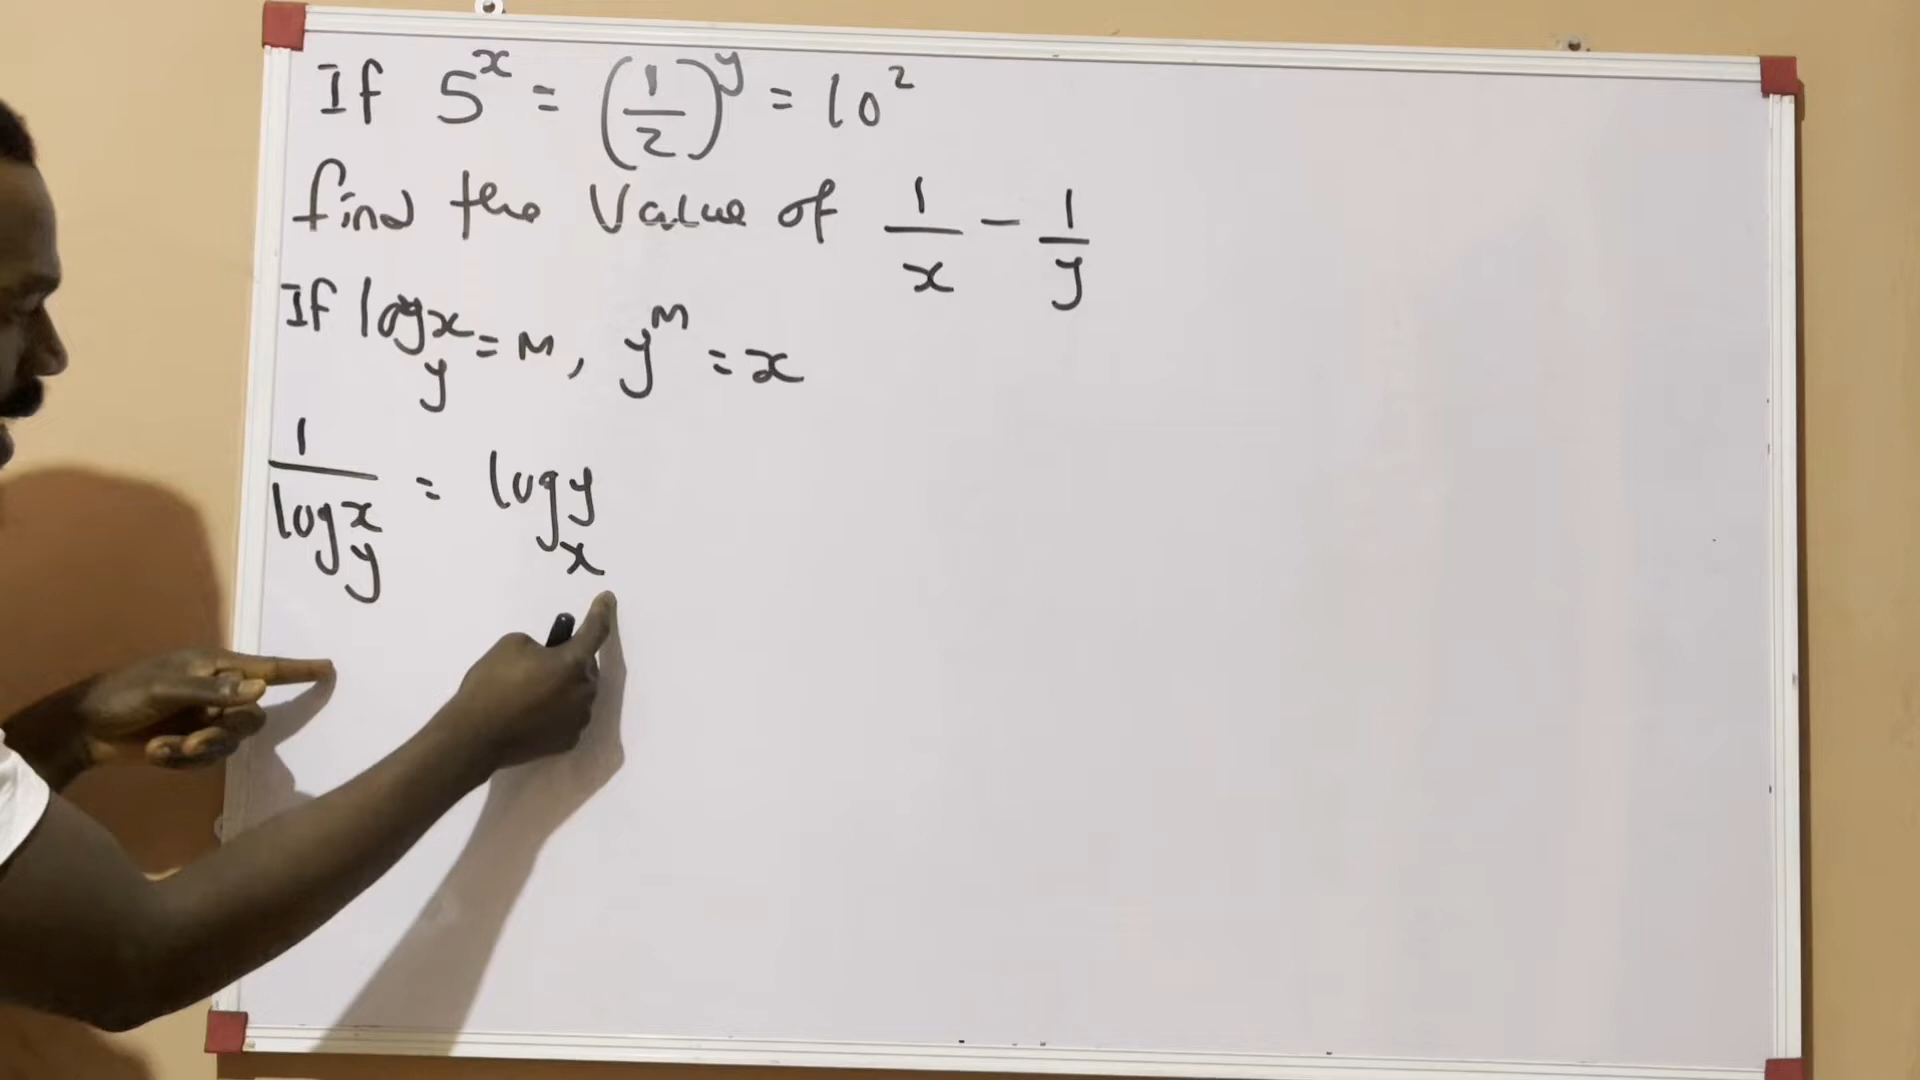 If 5^x = (1/2)^y = 10^2
find the Value of 1/x - 1/y
If log_y x = m, y^m = x
1/log_y x = log_x y